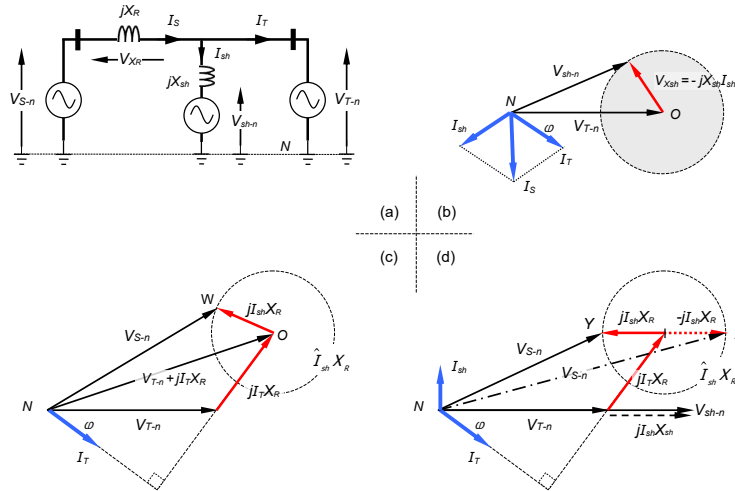 jX_R
I_S
I_T
V_XR
I_sh
jX_sh
V_S-n
V_sh-n
V_T-n
N
V_sh-n
V_Xsh = - jX_sh I_sh
N
O
I_sh
φ
V_T-n
I_T
I_S
(a)
(b)
(c)
(d)
W
jI_sh X_R
O
V_S-n
V_T-n + jI_T X_R
Î_sh X_R
jI_T X_R
N
φ
V_T-n
I_T
Y
jI_sh X_R
-jI_sh X_R
V_S-n
I_sh
V_S-n
Î_sh X_R
jI_T X_R
N
φ
V_T-n
V_sh-n
jI_sh X_sh
I_T